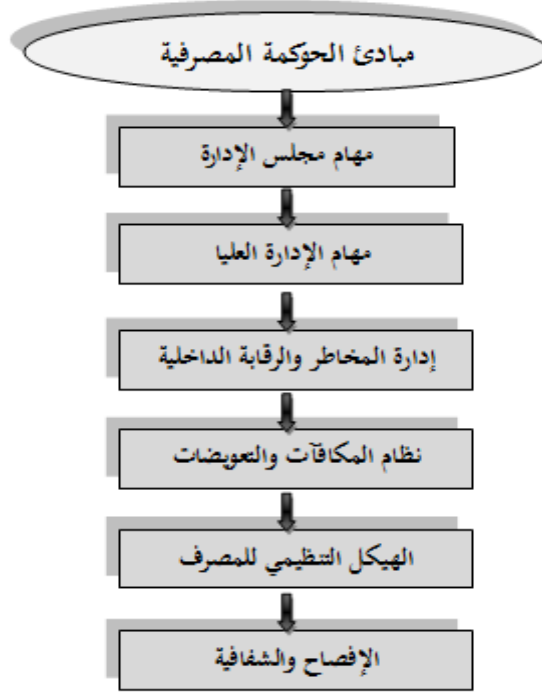 مبادئ الحوكمة المصرفية
مهام مجلس الإدارة
مهام الإدارة العليا
إدارة المخاطر والرقابة الداخلية
نظام المكافآت والتعويضات
الهيكل التنظيمي للمصرف
الإفصاح والشفافية